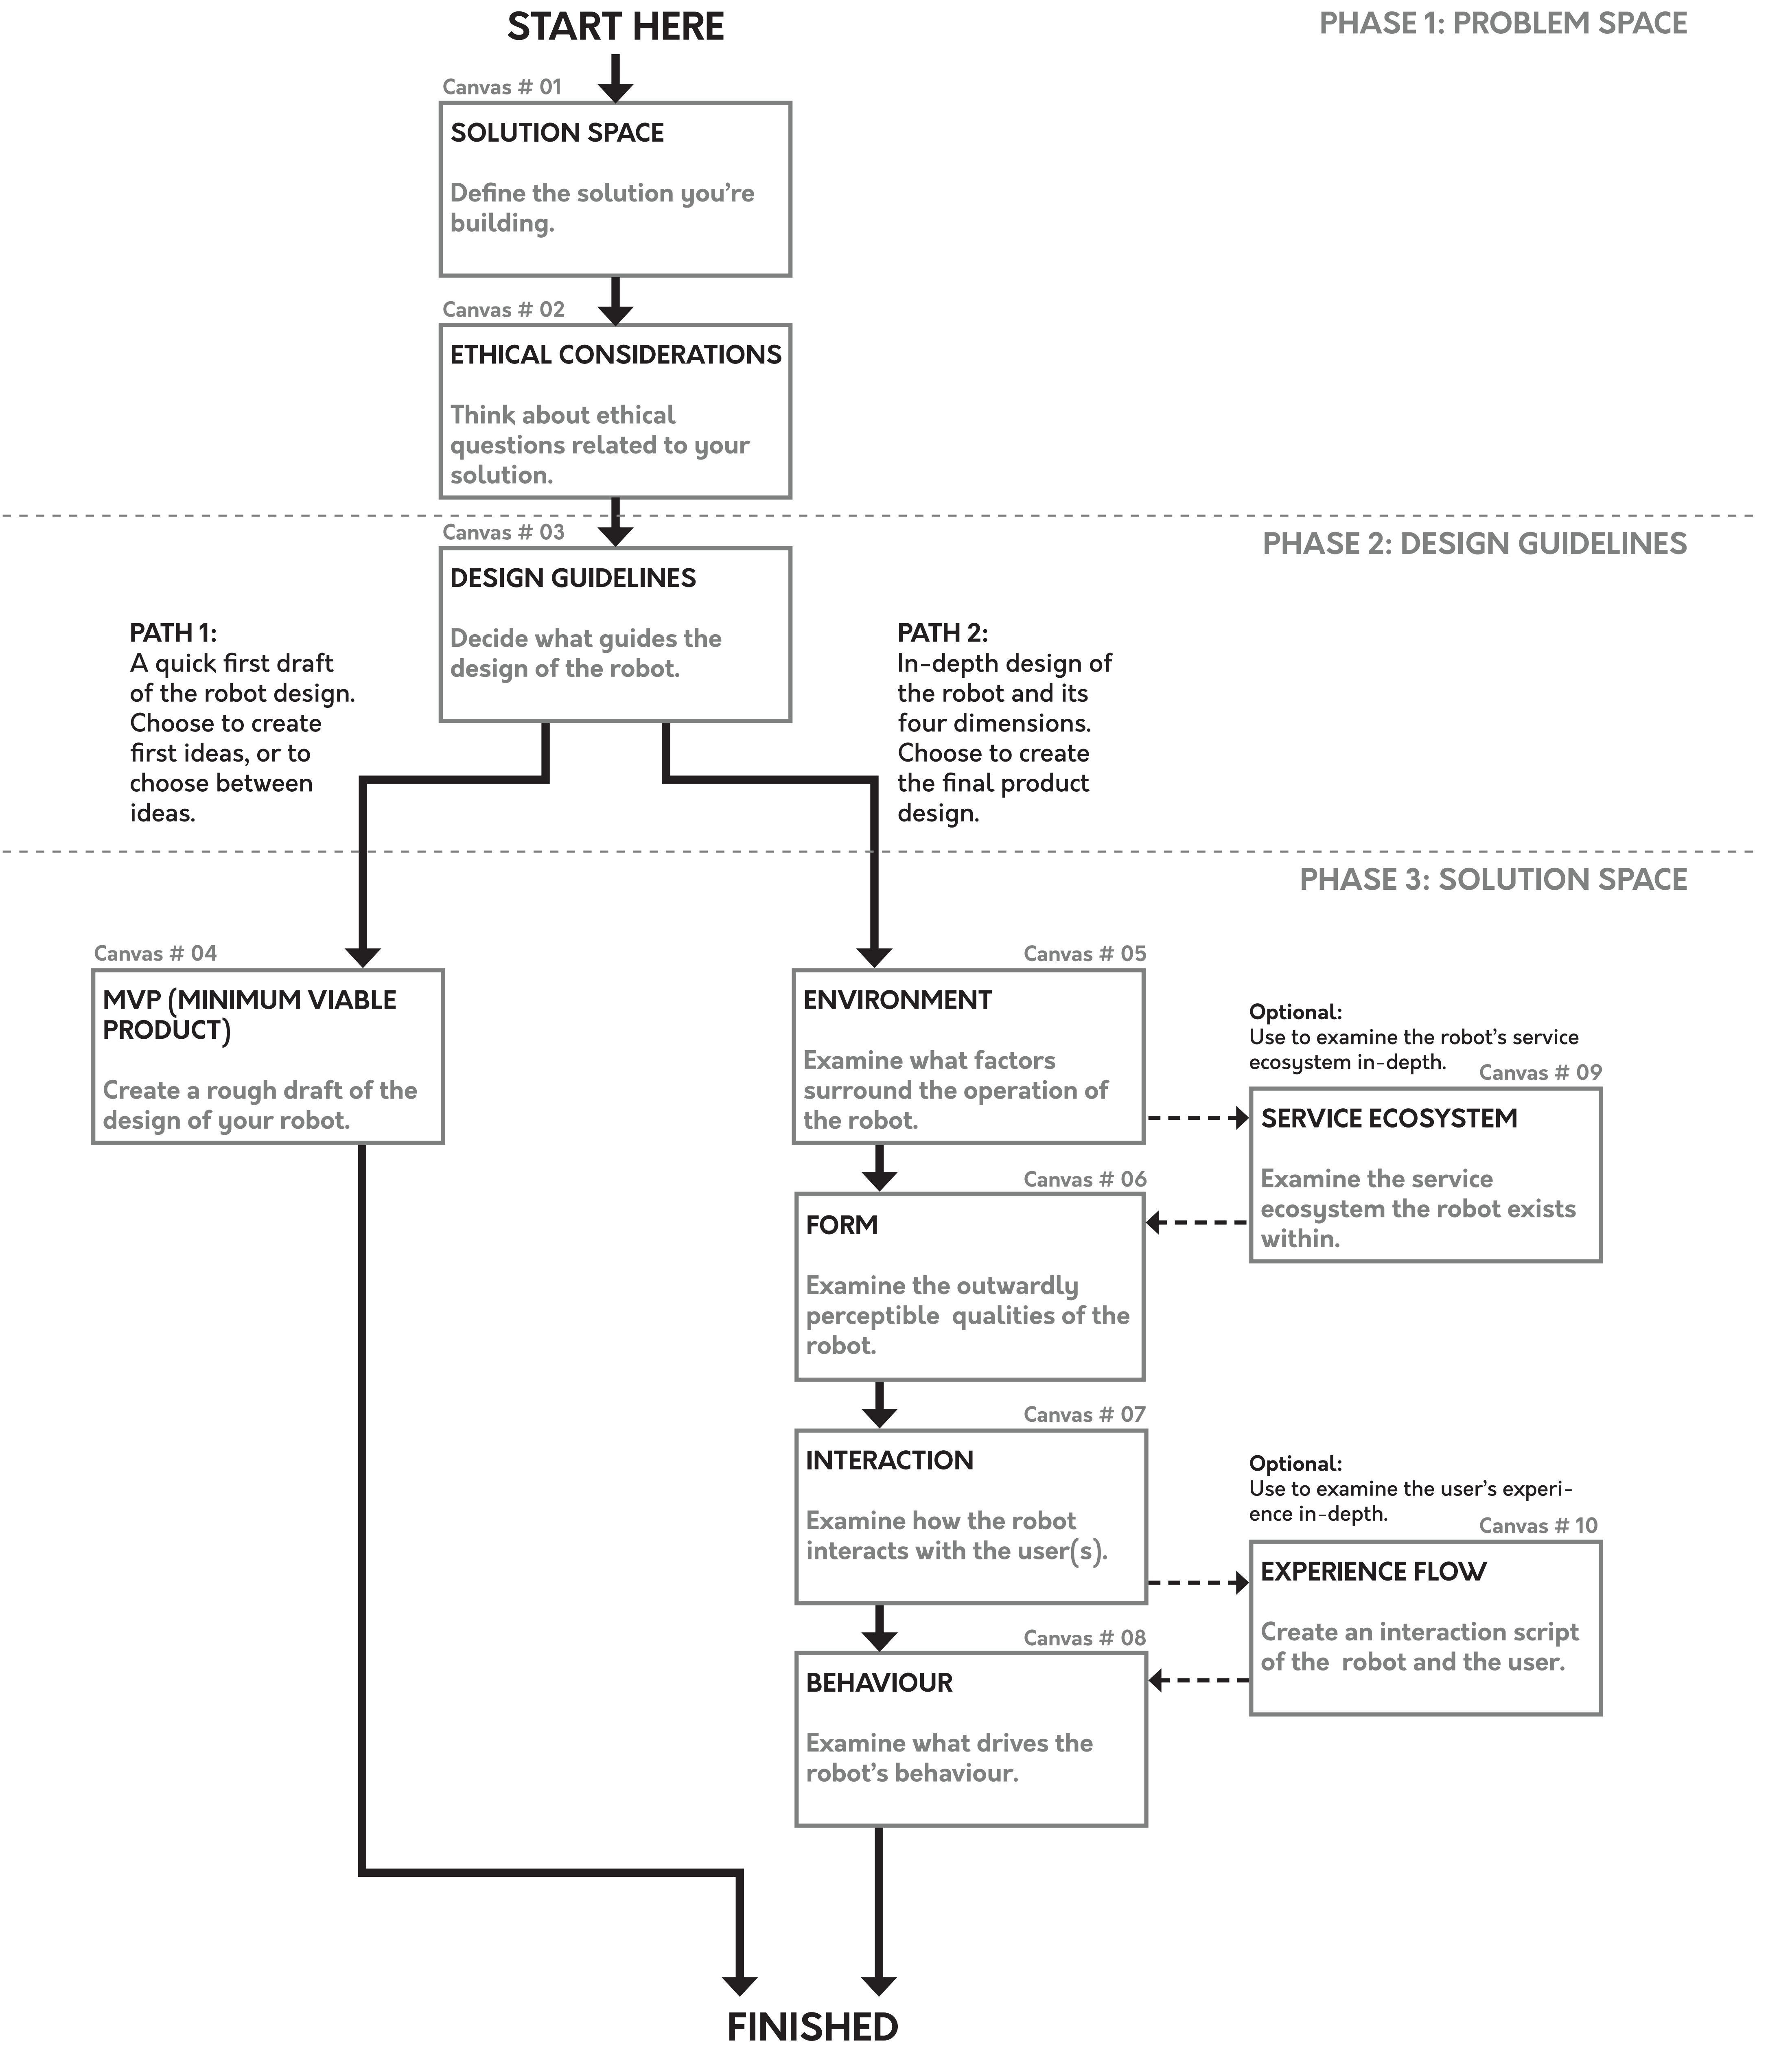 START HERE
PHASE 1: PROBLEM SPACE
Canvas # 01
SOLUTION SPACE
Define the solution you're
building.
Canvas # 02
ETHICAL CONSIDERATIONS
Think about ethical
questions related to your
solution.
PHASE 2: DESIGN GUIDELINES
Canvas # 03
DESIGN GUIDELINES
Decide what guides the
design of the robot.
PATH 1:
A quick first draft
of the robot design.
Choose to create
first ideas, or to
choose between
ideas.
PATH 2:
In-depth design of
the robot and its
four dimensions.
Choose to create
the final product
design.
PHASE 3: SOLUTION SPACE
Canvas # 04
MVP (MINIMUM VIABLE
PRODUCT)
Create a rough draft of the
design of your robot.
Canvas # 05
ENVIRONMENT
Examine what factors
surround the operation of
the robot.
Optional:
Use to examine the robot's service
ecosystem in-depth.
Canvas # 09
SERVICE ECOSYSTEM
Examine the service
ecosystem the robot exists
within.
Canvas # 06
FORM
Examine the outwardly
perceptible  qualities of the
robot.
Canvas # 07
INTERACTION
Examine how the robot
interacts with the user(s).
Optional:
Use to examine the user's experi-
ence in-depth.
Canvas # 10
EXPERIENCE FLOW
Create an interaction script
of the  robot and the user.
Canvas # 08
BEHAVIOUR
Examine what drives the
robot's behaviour.
FINISHED